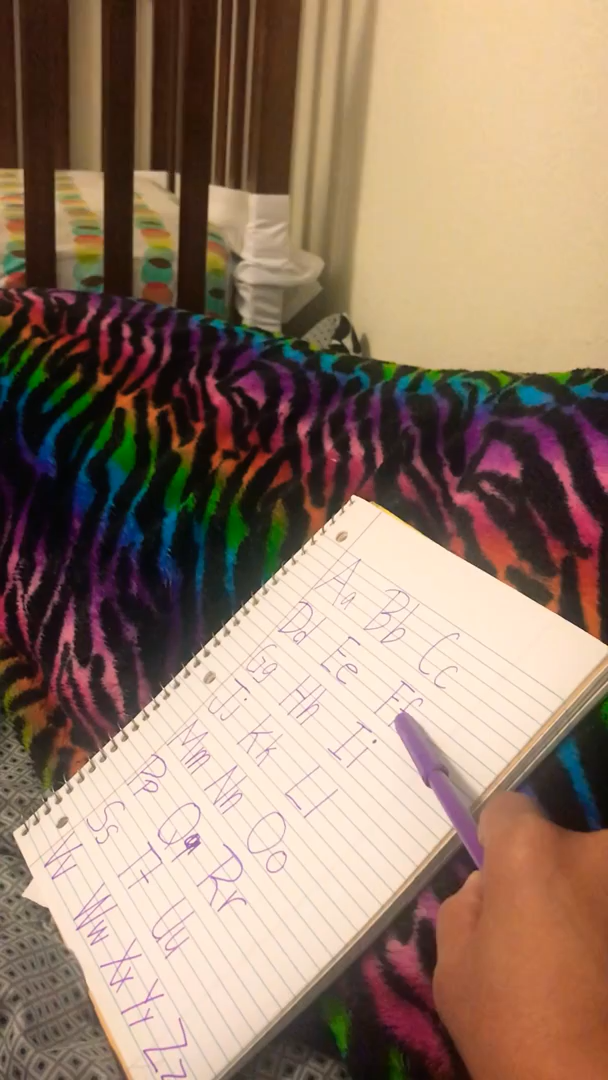 Aa Bb Cc
Dd Ee Ff
Gg Hh Ii
Jj Kk Ll
Mm Nn Oo
Pp Qq Rr
Ss Tt Uu
Vv Ww Xx Yy Zz